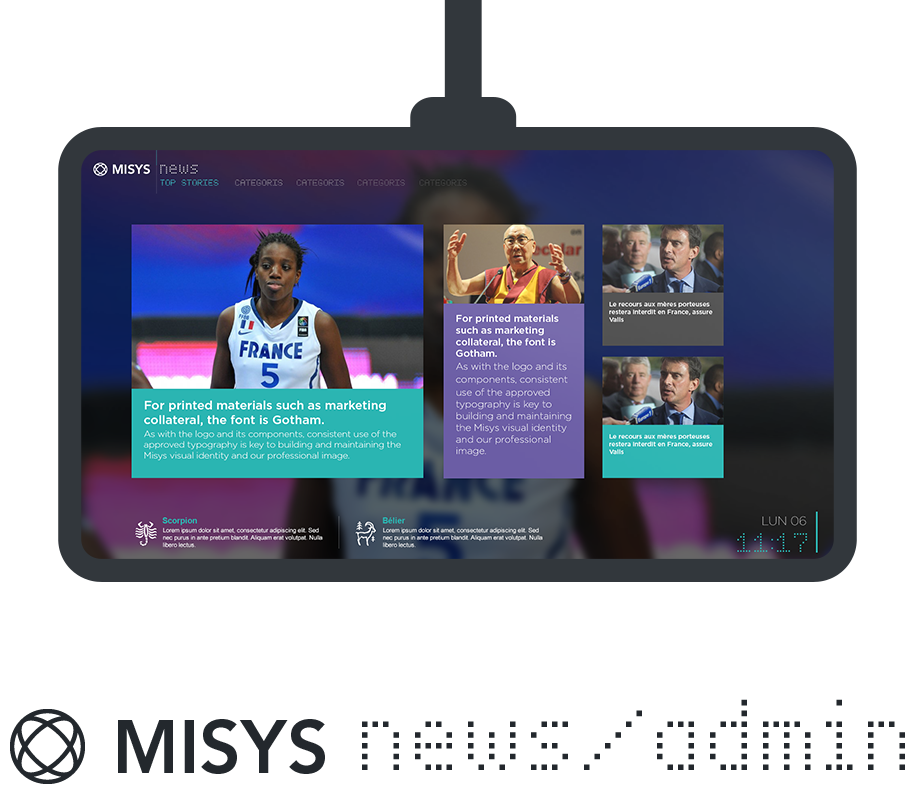 MISYS news
TOP STORIES CATEGORIS CATEGORIS CATEGORIS CATEGORIS
FRANCE
5
For printed materials such as marketing
collateral, the font is Gotham.
As with the logo and its components, consistent use of the
approved typography is key to building and maintaining the
Misys visual identity and our professional image.
For printed materials
such as marketing
collateral, the font is
Gotham.
As with the logo and its
components, consistent
use of the approved
typography is key to
building and maintaining
the Misys visual identity
and our professional
image.
Le recours aux mères porteuses
restera interdit en France, assure
Valls
Le recours aux mères porteuses
restera interdit en France, assure
Valls
Scorpion
Lorem ipsum dolor sit amet, consectetur adipiscing elit. Sed
nec purus in ante pretium blandit. Aliquam erat volutpat. Nulla
libero lectus.
Bélier
Lorem ipsum dolor sit amet, consectetur adipiscing elit. Sed
nec purus in ante pretium blandit. Aliquam erat volutpat. Nulla
libero lectus.
LUN 06
11:17
MISYS news/admin